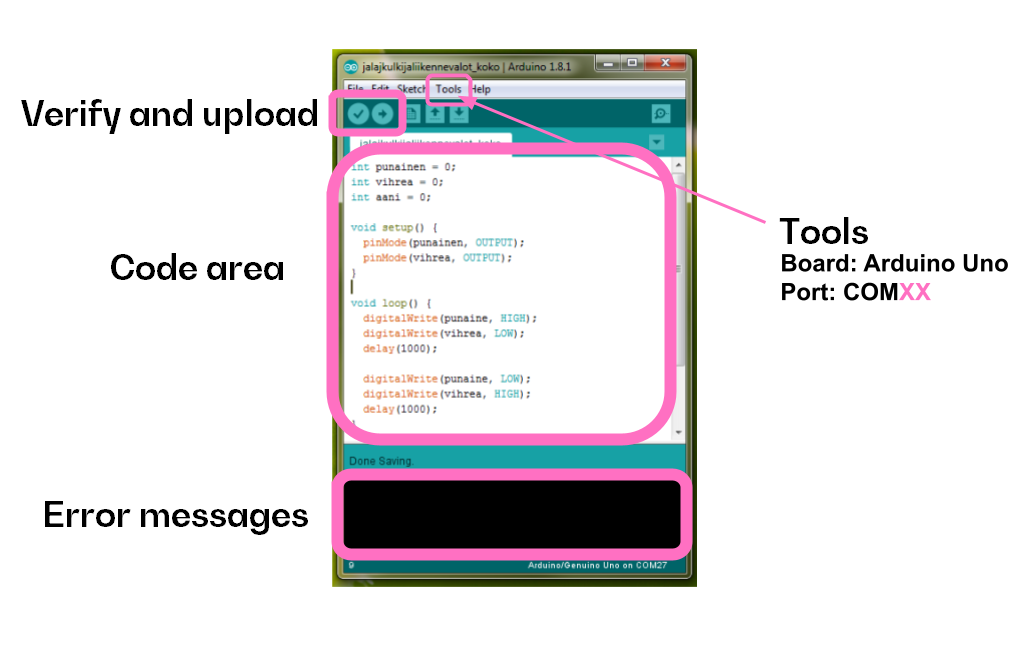 jalajkulkijaliikennevalot_koko | Arduino 1.8.1
File Edit Sketch Tools Help
Verify and upload
jalajkulkijaliikennevalot_koko
int punainen = 0;
int vihrea = 0;
int aani = 0;
void setup() {
pinMode(punainen, OUTPUT);
pinMode(vihrea, OUTPUT);
}
void loop() {
digitalWrite(punaine, HIGH);
digitalWrite(vihrea, LOW);
delay(1000);
digitalWrite(punaine, LOW);
digitalWrite(vihrea, HIGH);
delay(1000);
}
Code area
Tools
Board: Arduino Uno
Port: COMXX
Done Saving.
Error messages
9
Arduino/Genuino Uno on COM27